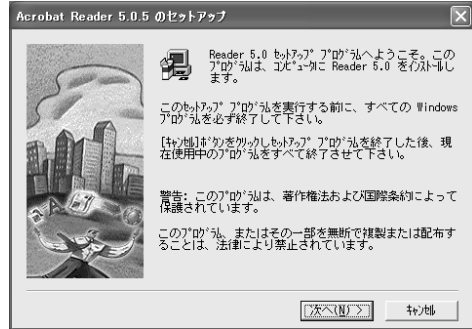 Acrobat Reader 5.0.5 のセットアップ
Reader 5.0 ｾｯﾄｱｯﾌﾟ ﾌﾟﾛｸﾞﾗﾑへようこそ。この
ﾌﾟﾛｸﾞﾗﾑは、ｺﾝﾋﾟｭｰﾀに Reader 5.0 をｲﾝｽﾄｰﾙし
ます。
このｾｯﾄｱｯﾌﾟ ﾌﾟﾛｸﾞﾗﾑを実行する前に、すべての Windows
ﾌﾟﾛｸﾞﾗﾑを必ず終了して下さい。
[ｷｬﾝｾﾙ]ﾎﾞﾀﾝをｸﾘｯｸしｾｯﾄｱｯﾌﾟ ﾌﾟﾛｸﾞﾗﾑを終了した後、現
在使用中のﾌﾟﾛｸﾞﾗﾑをすべて終了させて下さい。
警告: このﾌﾟﾛｸﾞﾗﾑは、著作権法および国際条約によって
保護されています。
このﾌﾟﾛｸﾞﾗﾑ、またはその一部を無断で複製または配布す
ることは、法律により禁止されています。
次へ(N) >
ｷｬﾝｾﾙ